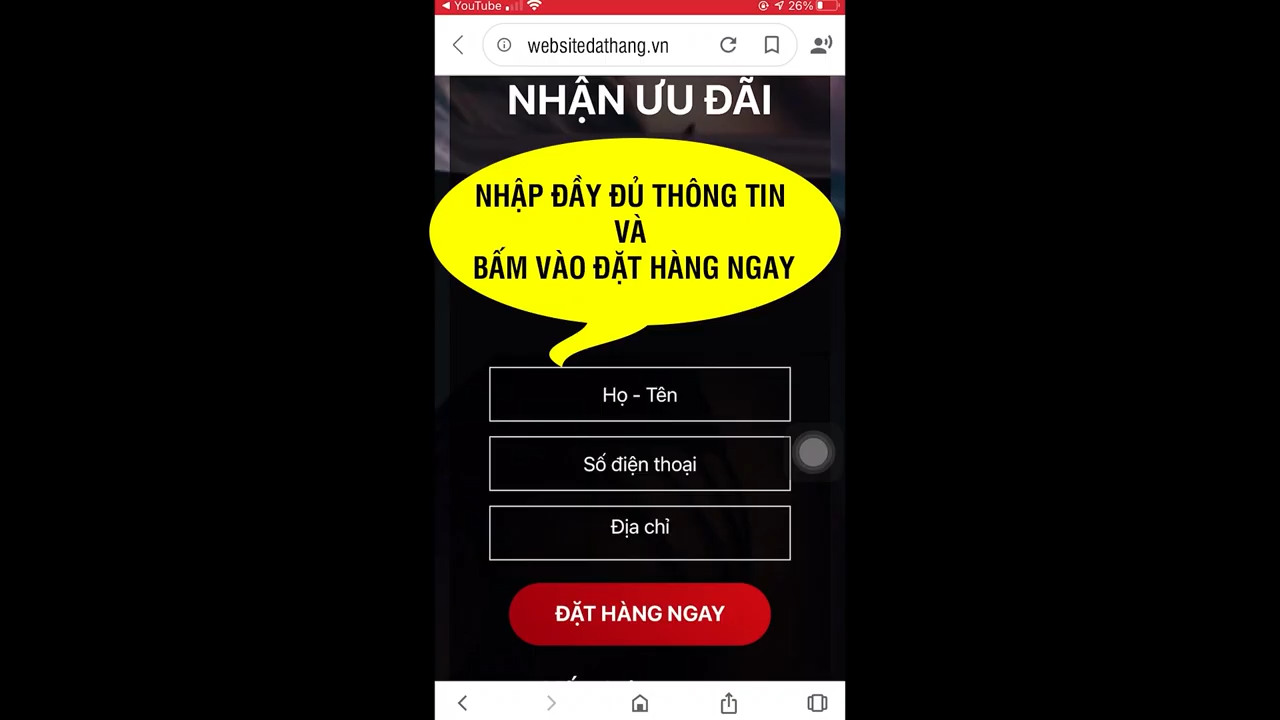 YouTube
26%
websitedathang.vn
NHẬN ƯU ĐÃI
NHẬP ĐẦY ĐỦ THÔNG TIN
VÀ
BẤM VÀO ĐẶT HÀNG NGAY
Họ - Tên
Số điện thoại
Địa chỉ
ĐẶT HÀNG NGAY